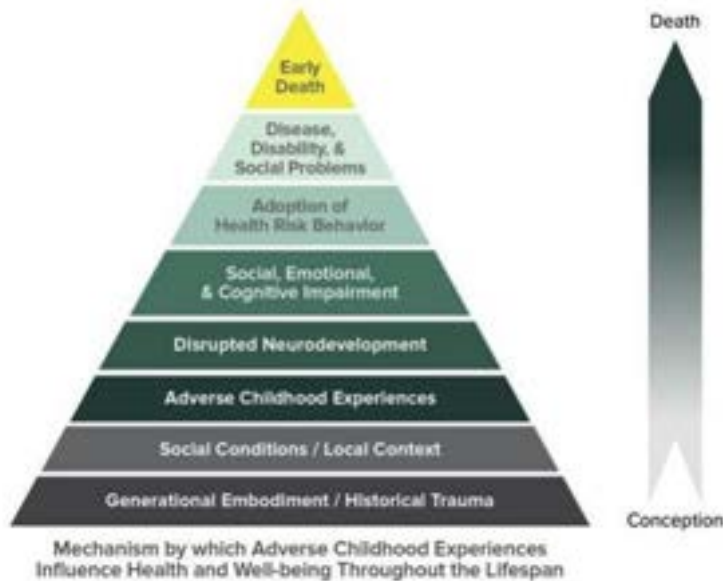 Death
Early
Death
Disease,
Disability, &
Social Problems
Adoption of
Health Risk Behavior
Social, Emotional,
& Cognitive Impairment
Disrupted Neurodevelopment
Adverse Childhood Experiences
Social Conditions / Local Context
Generational Embodiment / Historical Trauma
Conception
Mechanism by which Adverse Childhood Experiences
Influence Health and Well-being Throughout the Lifespan